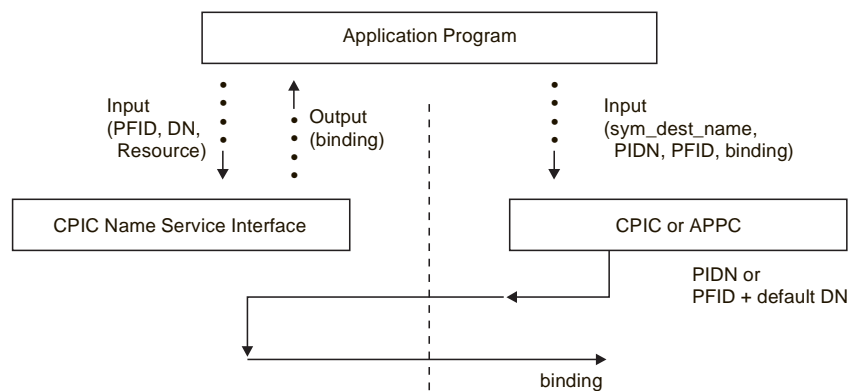 Application Program
Input
(PFID, DN,
Resource)
Output
(binding)
Input
(sym_dest_name,
PIDN, PFID, binding)
CPIC Name Service Interface
CPIC or APPC
PIDN or
PFID + default DN
binding